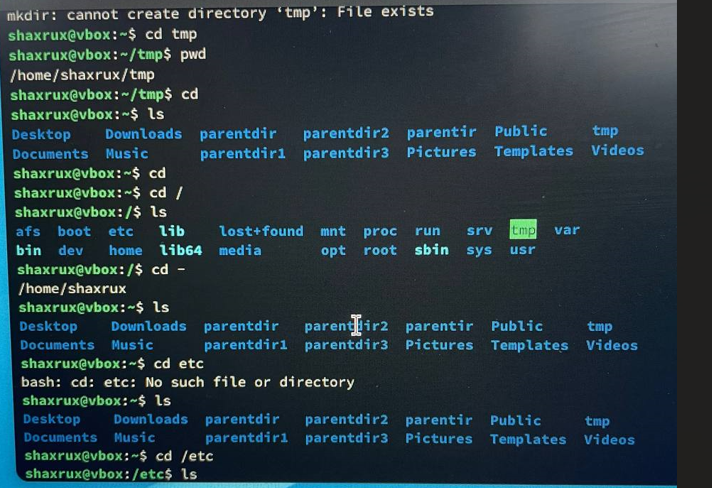 mkdir: cannot create directory ‘tmp’: File exists
shaxrux@vbox:~$ cd tmp
shaxrux@vbox:~/tmp$ pwd
/home/shaxrux/tmp
shaxrux@vbox:~/tmp$ cd
shaxrux@vbox:~$ ls
Desktop Downloads parentdir parentdir2 parentir Public tmp
Documents Music parentdir1 parentdir3 Pictures Templates Videos
shaxrux@vbox:~$ cd
shaxrux@vbox:~$ cd /
shaxrux@vbox:/$ ls
afs boot etc lib lost+found mnt proc run srv tmp var
bin dev home lib64 media opt root sbin sys usr
shaxrux@vbox:/$ cd -
/home/shaxrux
shaxrux@vbox:~$ ls
Desktop Downloads parentdir parentdir2 parentir Public tmp
Documents Music parentdir1 parentdir3 Pictures Templates Videos
shaxrux@vbox:~$ cd etc
bash: cd: etc: No such file or directory
shaxrux@vbox:~$ ls
Desktop Downloads parentdir parentdir2 parentir Public tmp
Documents Music parentdir1 parentdir3 Pictures Templates Videos
shaxrux@vbox:~$ cd /etc
shaxrux@vbox:/etc$ ls